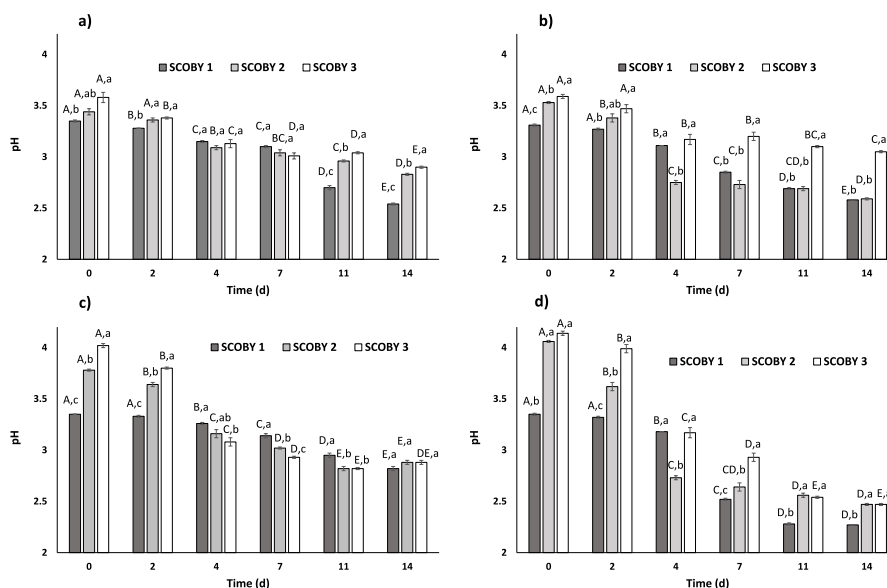 a)
SCOBY 1 SCOBY 2 SCOBY 3
pH
4
3.5
3
2.5
2
A,b A,ab A,a
B,b A,a B,a
C,a B,a C,a
C,a BC,a D,a
D,c C,b D,a
E,c D,b E,a
0 2 4 7 11 14
Time (d)
b)
SCOBY 1 SCOBY 2 SCOBY 3
pH
4
3.5
3
2.5
2
A,c A,b A,a
B,b B,ab A,a
B,a C,b B,a
C,b C,b B,a
D,b CD,b BC,a
E,b D,b C,a
0 2 4 7 11 14
Time (d)
c)
SCOBY 1 SCOBY 2 SCOBY 3
pH
4
3.5
3
2.5
2
A,c A,b A,a
A,c B,b B,a
B,a C,ab C,b
C,a D,b D,c
D,a E,b E,b
E,a E,a DE,a
0 2 4 7 11 14
Time (d)
d)
SCOBY 1 SCOBY 2 SCOBY 3
pH
4
3.5
3
2.5
2
A,b A,a A,a
A,c B,b B,a
B,a C,b C,a
C,c CD,b D,a
D,b D,a E,a
D,b D,a E,a
0 2 4 7 11 14
Time (d)